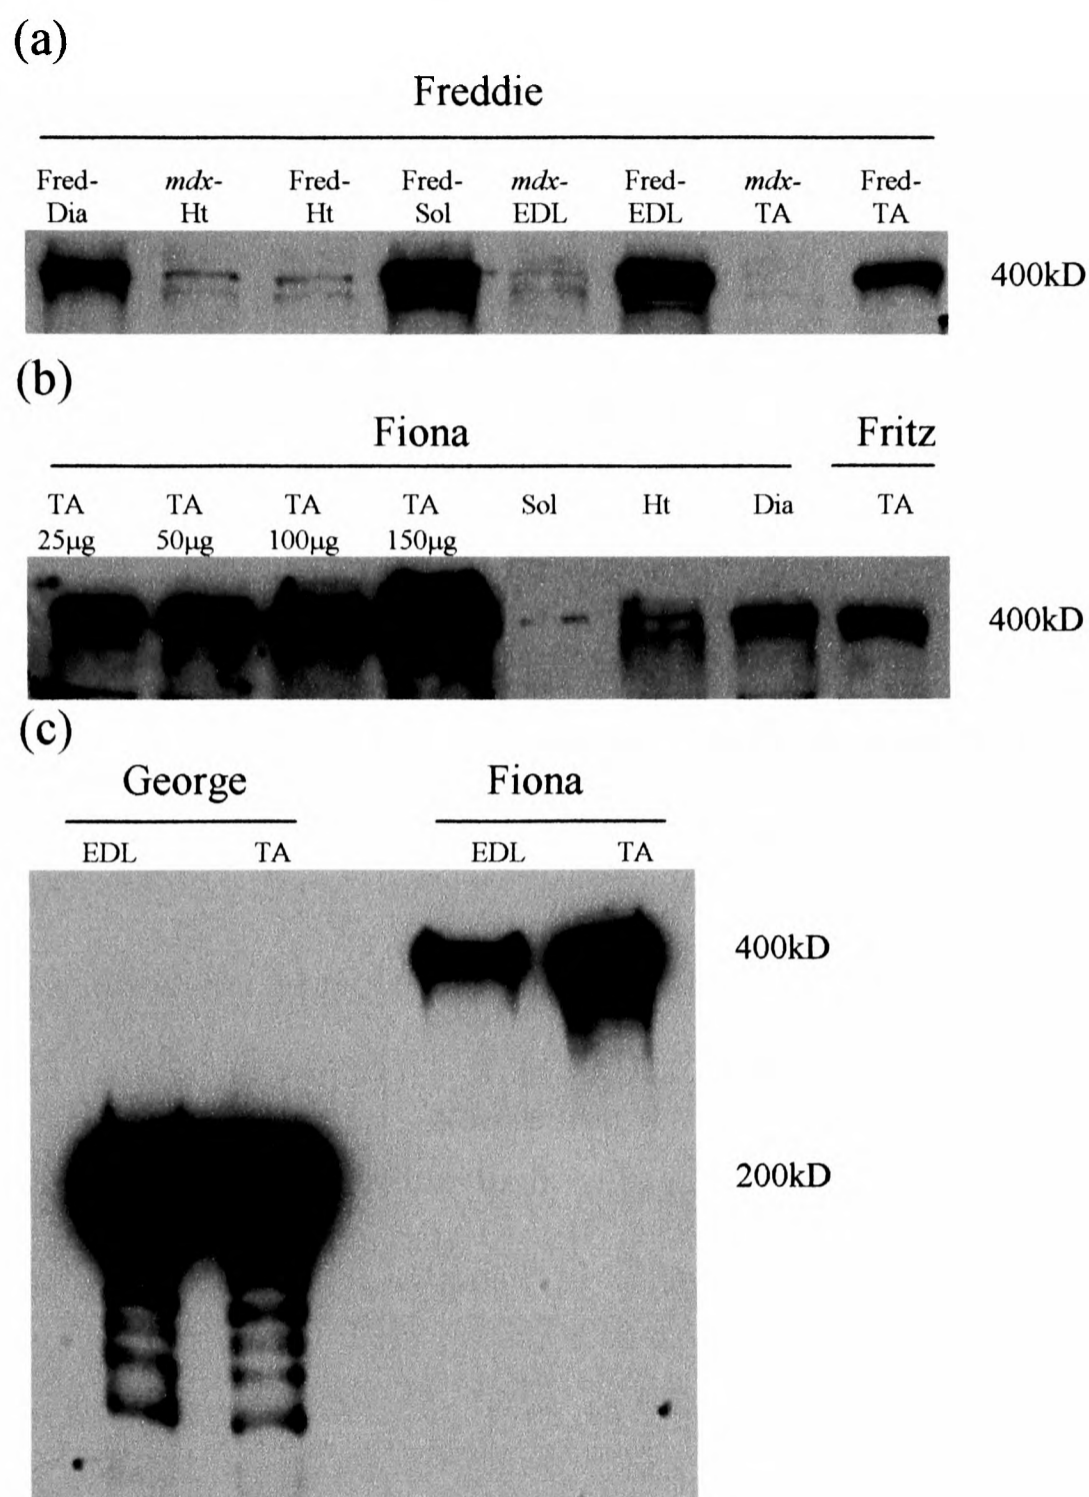 (a)
Freddie
Fred- mdx- Fred- Fred- mdx- Fred- mdx- Fred-
Dia Ht Ht Sol EDL EDL TA TA
400kD
(b)
Fiona Fritz
TA TA TA TA Sol Ht Dia TA
25µg 50µg 100µg 150µg
400kD
(c)
George Fiona
EDL TA EDL TA
400kD
200kD